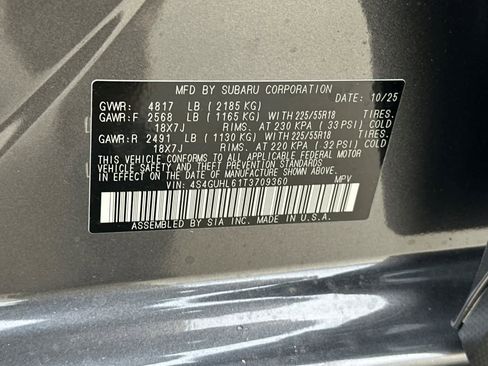 MFD BY SUBARU CORPORATION
GVWR: 4817 LB ( 2185 KG) DATE: 10/25
GAWR:F 2568 LB ( 1165 KG) WITH 225/55R18 TIRES.
18X7J RIMS. AT 230 KPA ( 33 PSI) COLD
GAWR:R 2491 LB ( 1130 KG) WITH 225/55R18 TIRES.
18X7J RIMS. AT 220 KPA ( 32 PSI) COLD
THIS VEHICLE CONFORMS TO ALL APPLICABLE FEDERAL MOTOR
VEHICLE SAFETY AND THEFT PREVENTION STANDARDS
IN EFFECT ON THE DATE OF MANUFACTURE SHOWN ABOVE.
VIN: 4S4GUHL61T3709360 MPV
ASSEMBLED BY SIA INC. MADE IN U.S.A.